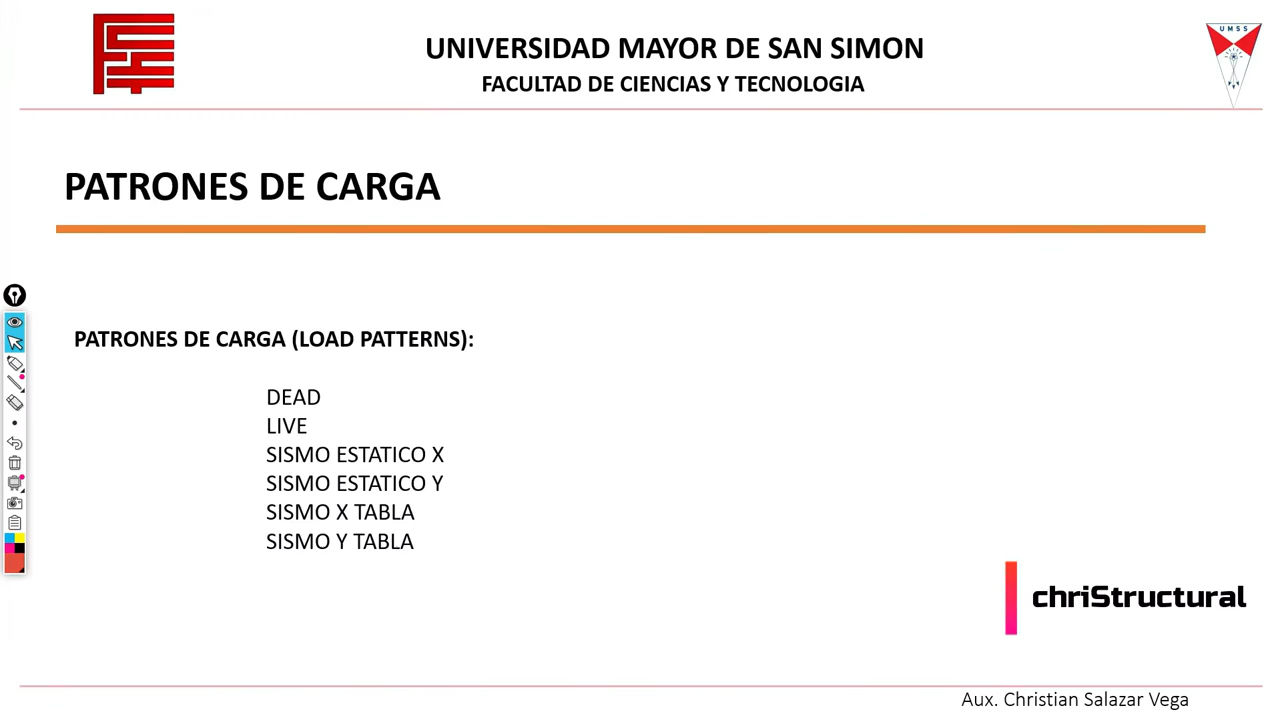 UMSS
UNIVERSIDAD MAYOR DE SAN SIMON
FACULTAD DE CIENCIAS Y TECNOLOGIA
PATRONES DE CARGA
PATRONES DE CARGA (LOAD PATTERNS):
DEAD
LIVE
SISMO ESTATICO X
SISMO ESTATICO Y
SISMO X TABLA
SISMO Y TABLA
chriStructural
Aux. Christian Salazar Vega